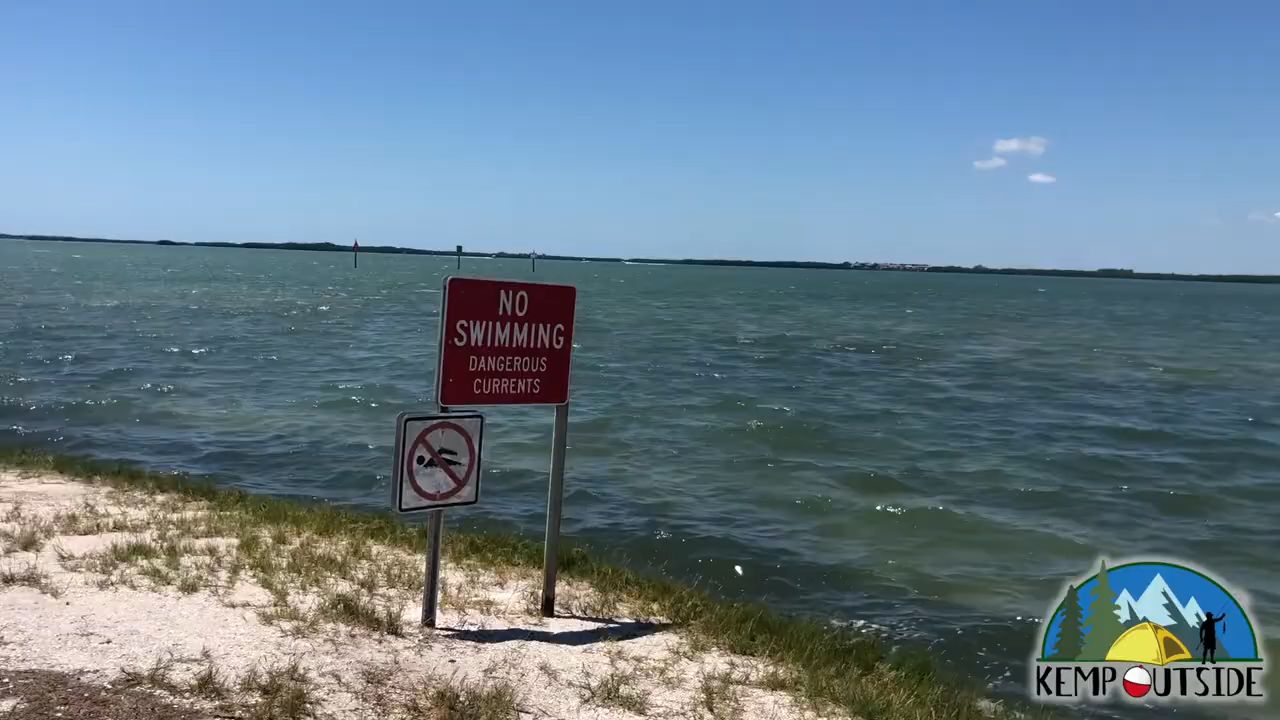 NO
SWIMMING
DANGEROUS
CURRENTS
KEMP OUTSIDE